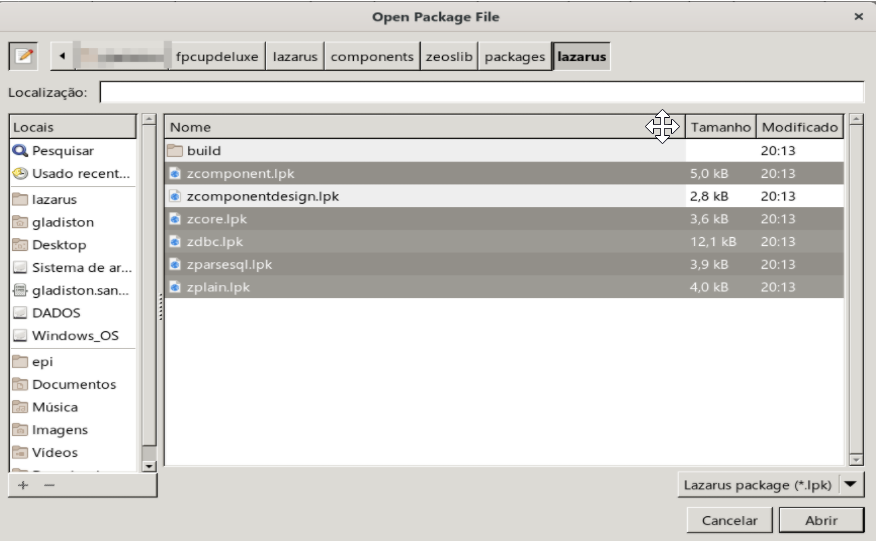 Open Package File
fpcupdeluxe lazarus components zeoslib packages lazarus
Localização:
Locais
Pesquisar
Usado recent...
lazarus
gladiston
Desktop
Sistema de ar...
gladiston.san...
DADOS
Windows_OS
epi
Documentos
Música
Imagens
Vídeos
Nome Tamanho Modificado
build 20:13
zcomponent.lpk 5,0 kB 20:13
zcomponentdesign.lpk 2,8 kB 20:13
zcore.lpk 3,6 kB 20:13
zdbc.lpk 12,1 kB 20:13
zparsesql.lpk 3,9 kB 20:13
zplain.lpk 4,0 kB 20:13
Lazarus package (*.lpk)
Cancelar Abrir